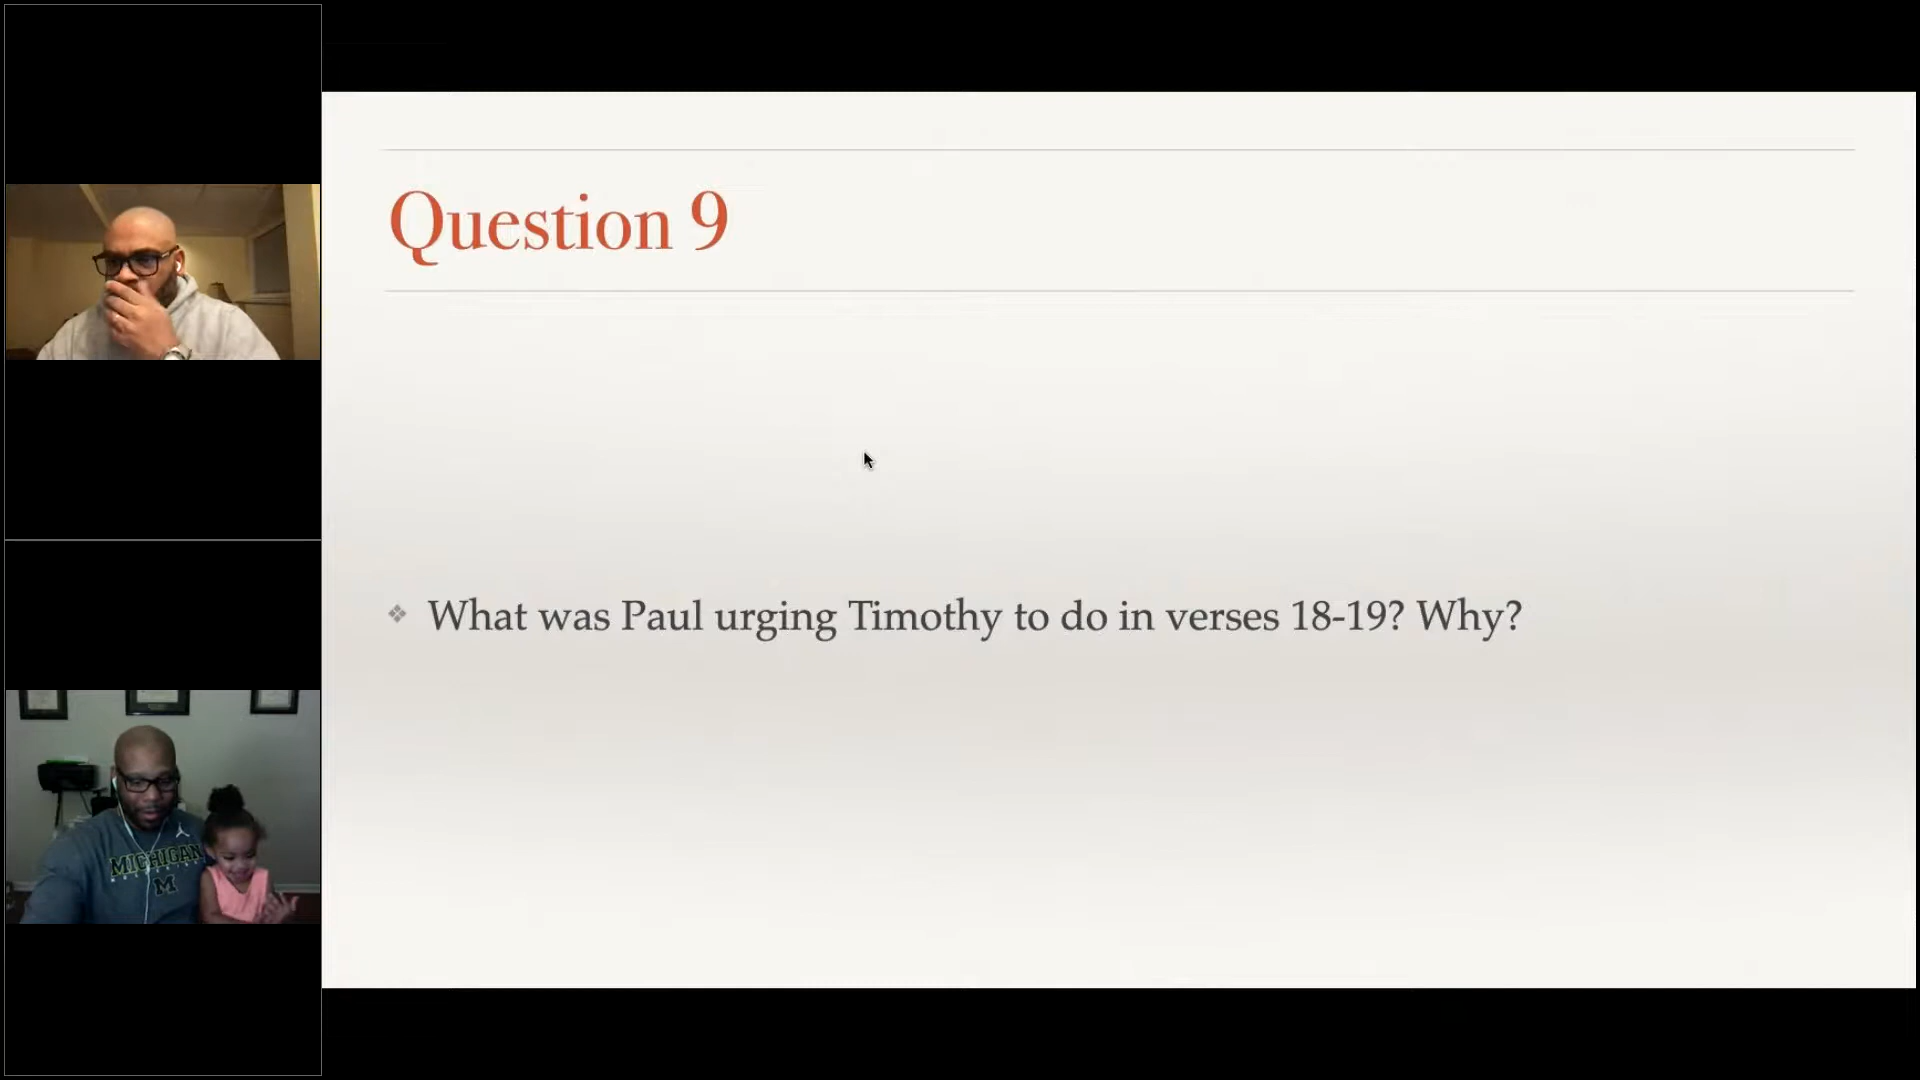 Question 9
What was Paul urging Timothy to do in verses 18-19? Why?
MICHIGAN
M